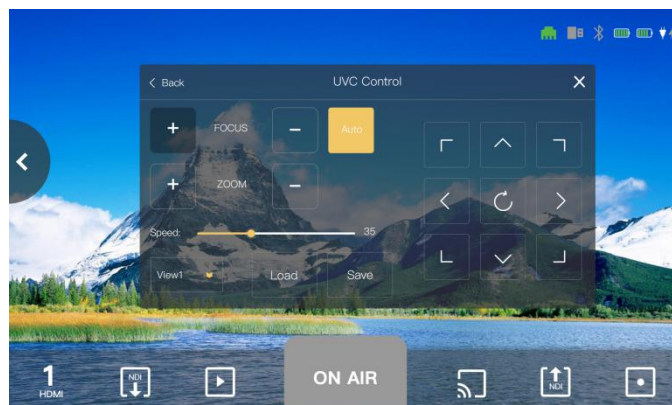 Back UVC Control
FOCUS Auto
ZOOM
Speed: 35
View1 Load Save
1
HDMI
NDI
ON AIR
NDI